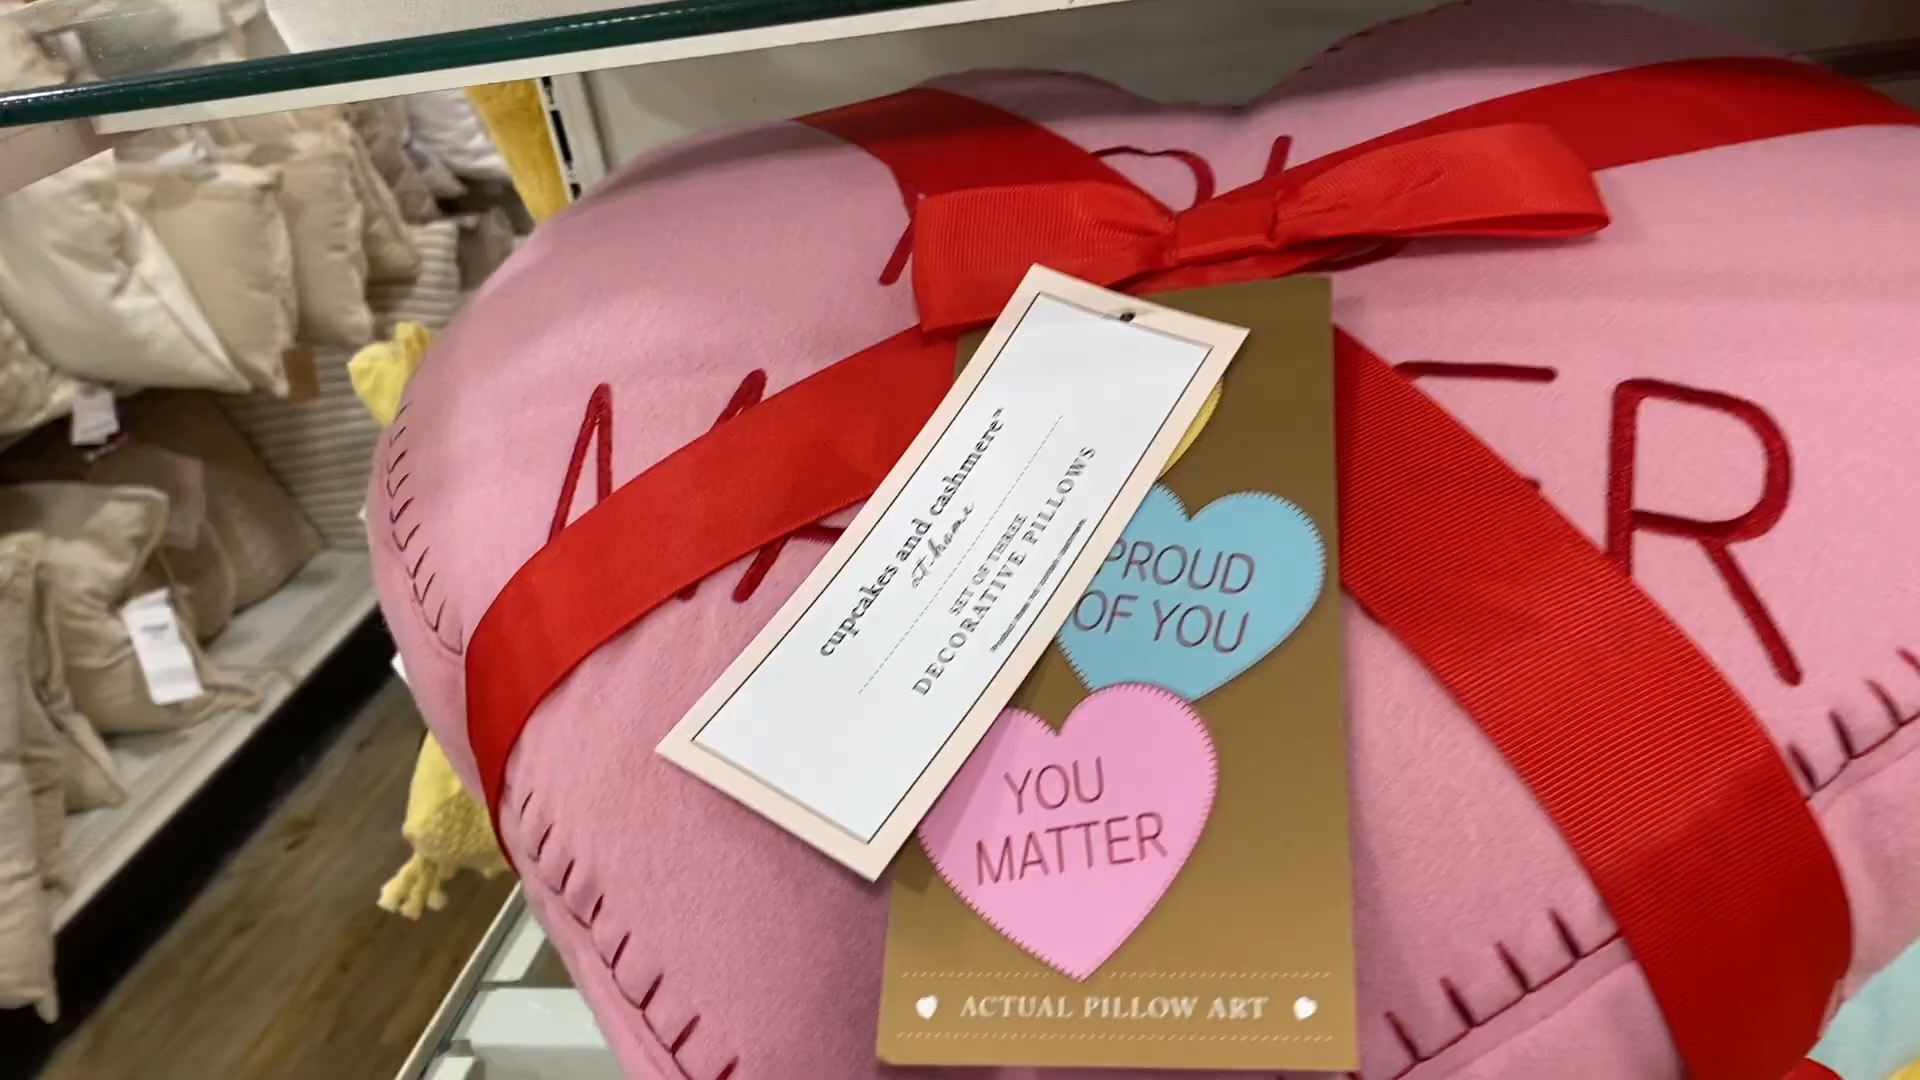 cupcakes and cashmere
at home
SET OF THREE
DECORATIVE PILLOWS
PROUD
OF YOU
YOU
MATTER
ACTUAL PILLOW ART